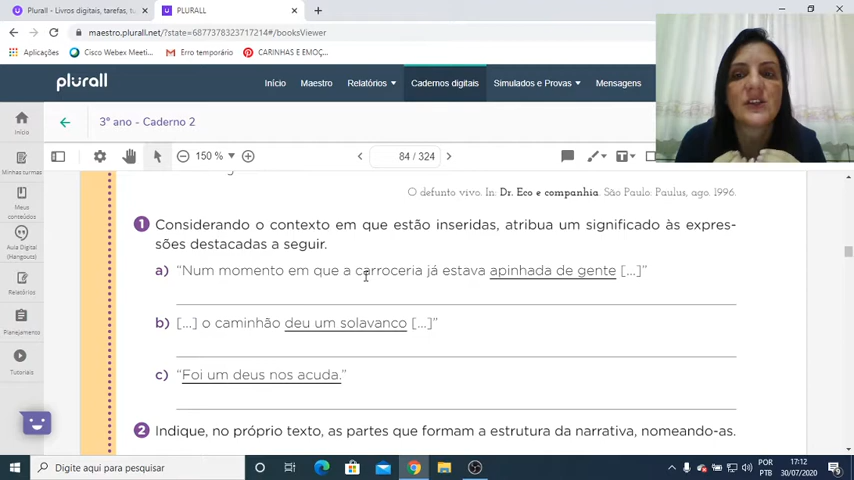 Plurall - Livros digitais, tarefas, tu
PLURALL
maestro.plurall.net/?state=6877378323717214#/booksViewer
Aplicações
Cisco Webex Meeti...
Erro temporário
CARINHAS E EMOÇ...
plurall
Início
Maestro
Relatórios
Cadernos digitais
Simulados e Provas
Mensagens
Início
3º ano - Caderno 2
Minhas turmas
150 %
84 / 324
Meus conteúdos
O defunto vivo. In: Dr. Eco e companhia. São Paulo: Paulus, ago. 1996.
Aula Digital (Hangouts)
1 Considerando o contexto em que estão inseridas, atribua um significado às expres-
sões destacadas a seguir.
a) “Num momento em que a carroceria já estava apinhada de gente [...]”
Relatórios
Planejamento
b) [...] o caminhão deu um solavanco [...]”
Tutoriais
c) “Foi um deus nos acuda.”
2 Indique, no próprio texto, as partes que formam a estrutura da narrativa, nomeando-as.
Digite aqui para pesquisar
POR
PTB
17:12
30/07/2020